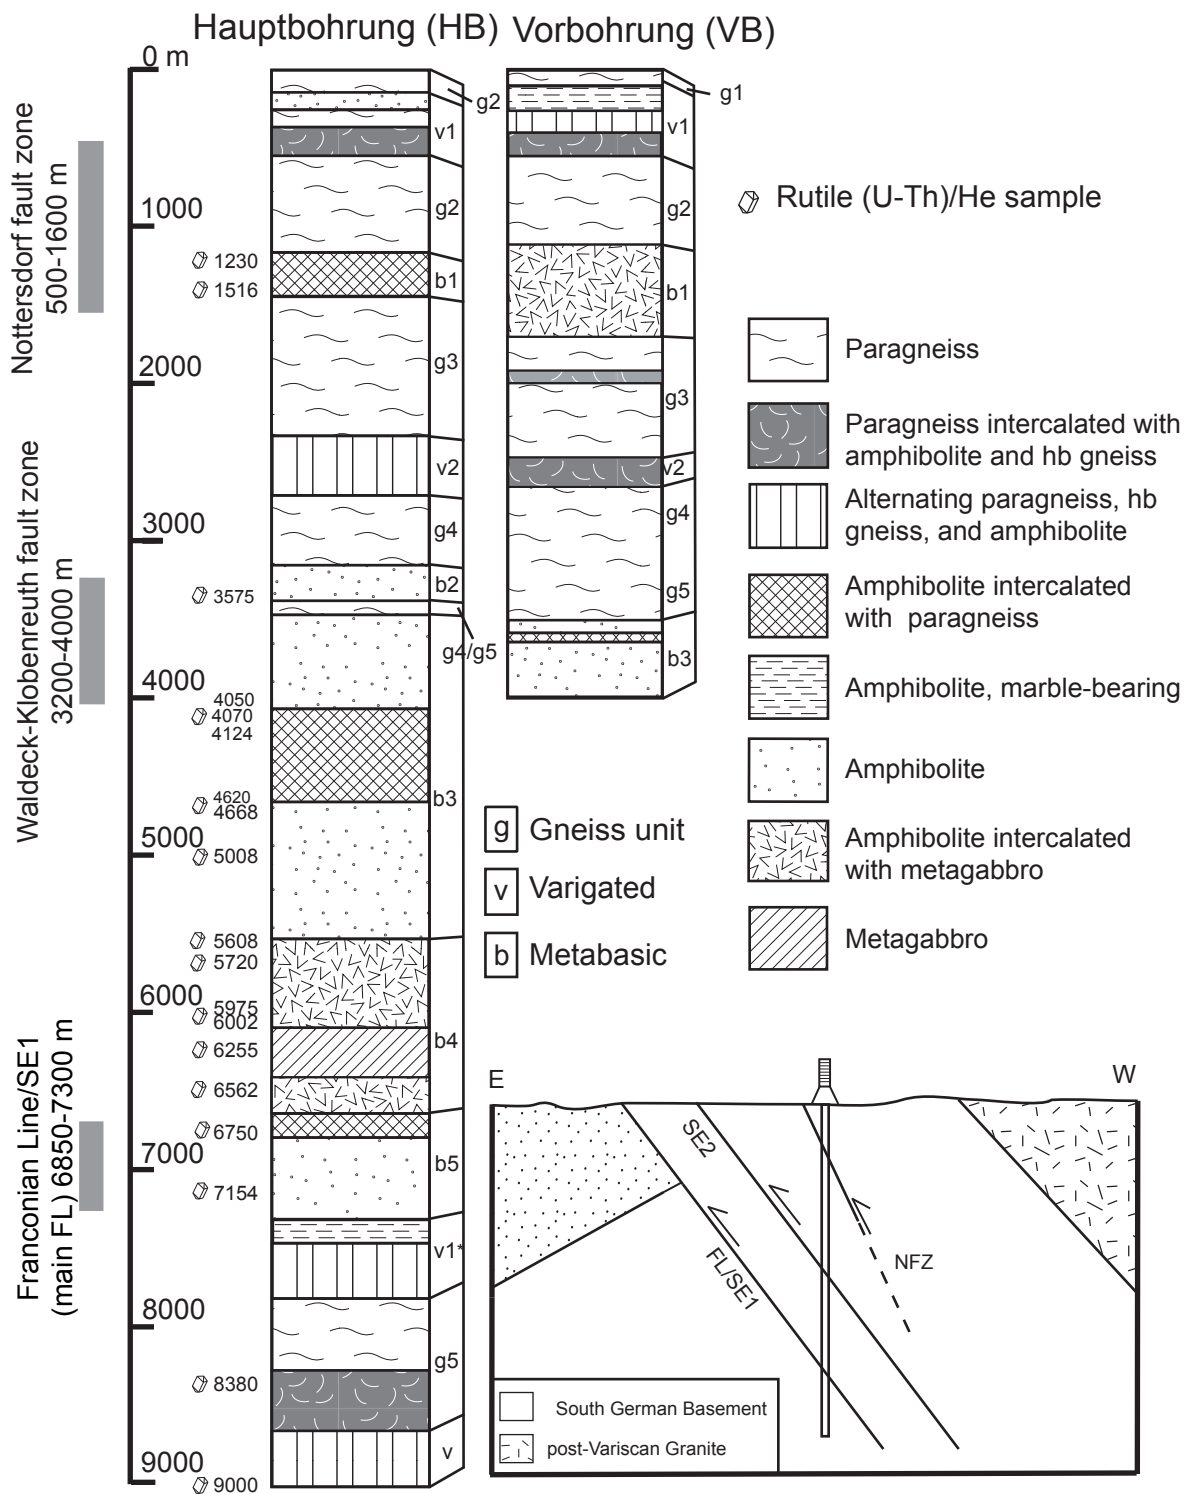 Hauptbohrung (HB)
Vorbohrung (VB)
0 m
1000
2000
3000
4000
5000
6000
7000
8000
9000
Nottersdorf fault zone
500-1600 m
Waldeck-Klobenreuth fault zone
3200-4000 m
Franconian Line/SE1
(main FL) 6850-7300 m
1230
1516
3575
4050
4070
4124
4620
4668
5008
5608
5720
5975
6002
6255
6562
6750
7154
8380
9000
g2
v1
g2
b1
g3
v2
g4
b2
g4/g5
b3
b4
b5
v1*
g5
v
g1
v1
g2
b1
g3
v2
g4
g5
b3
Rutile (U-Th)/He sample
Paragneiss
Paragneiss intercalated with
amphibolite and hb gneiss
Alternating paragneiss, hb
gneiss, and amphibolite
Amphibolite intercalated
with paragneiss
Amphibolite, marble-bearing
Amphibolite
Amphibolite intercalated
with metagabbro
Metagabbro
g Gneiss unit
v Varigated
b Metabasic
E
W
SE2
FL/SE1
NFZ
South German Basement
post-Variscan Granite